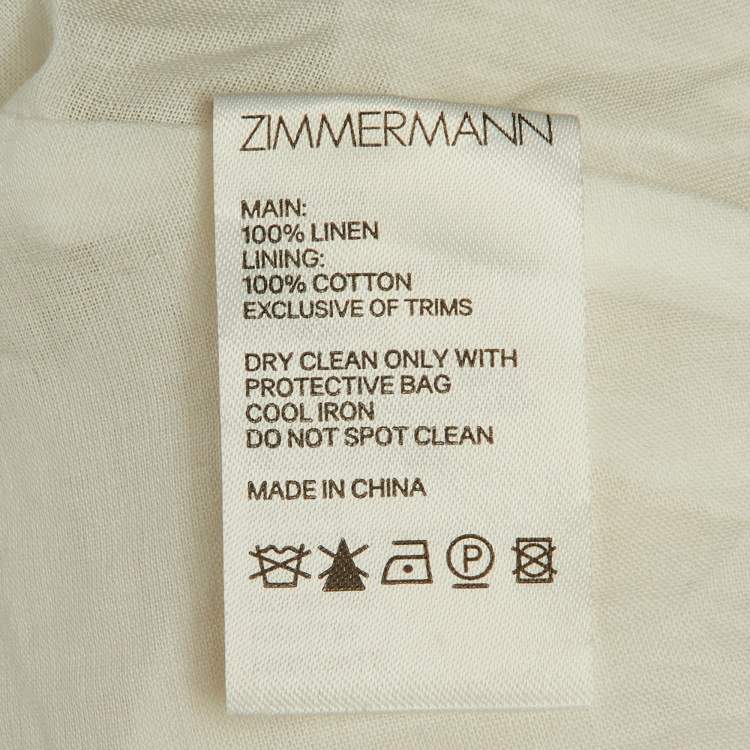 ZIMMERMANN
MAIN:
100% LINEN
LINING:
100% COTTON
EXCLUSIVE OF TRIMS
DRY CLEAN ONLY WITH
PROTECTIVE BAG
COOL IRON
DO NOT SPOT CLEAN
MADE IN CHINA
P